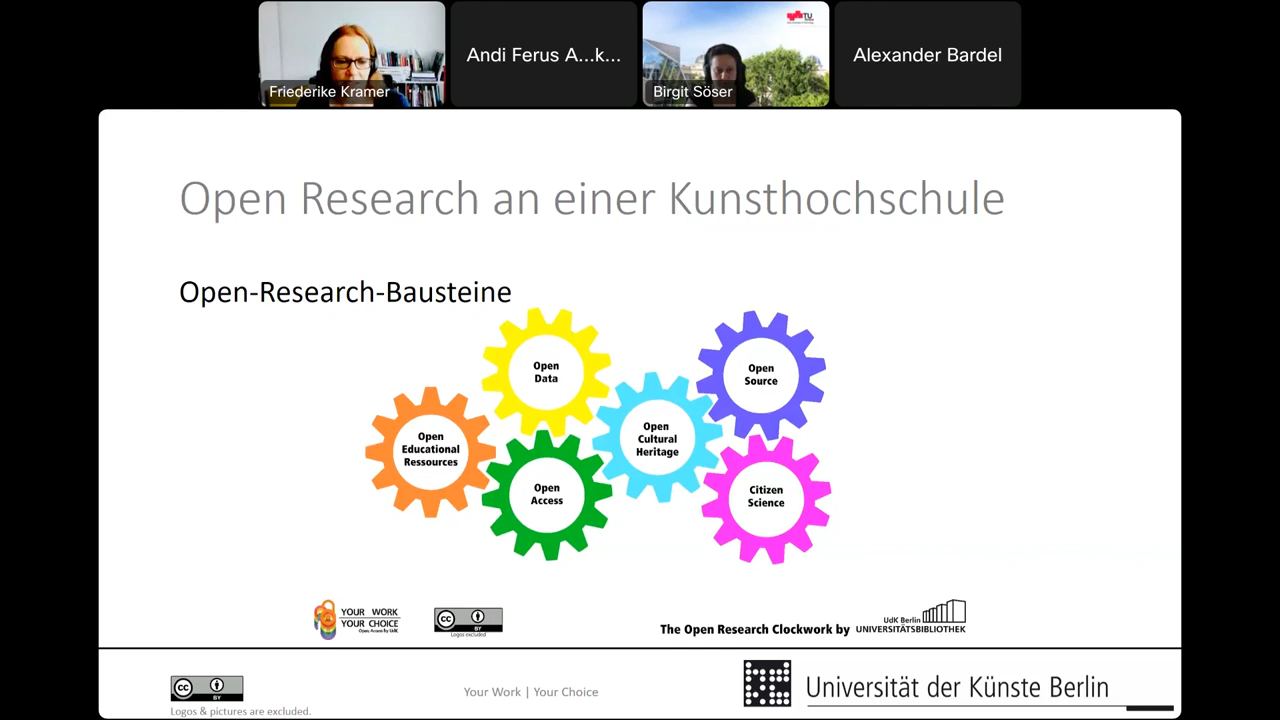 Friederike Kramer
Andi Ferus A...k...
TU
Birgit Söser
Alexander Bardel
Open Research an einer Kunsthochschule
Open-Research-Bausteine
Open
Data
Open
Source
Open
Educational
Ressources
Open
Cultural
Heritage
Open
Access
Citizen
Science
YOUR WORK
YOUR CHOICE
Open Access by UdK
cc
BY
Logos excluded
The Open Research Clockwork by
UdK Berlin
UNIVERSITÄTSBIBLIOTHEK
cc
BY
Logos & pictures are excluded.
Your Work | Your Choice
Universität der Künste Berlin